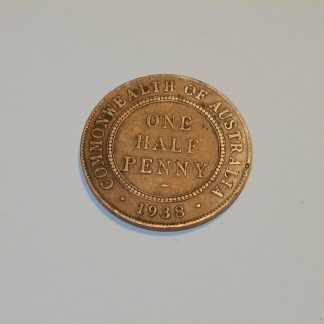 COMMONWEALTH OF AUSTRALIA
ONE
HALF
PENNY
· 1938 ·